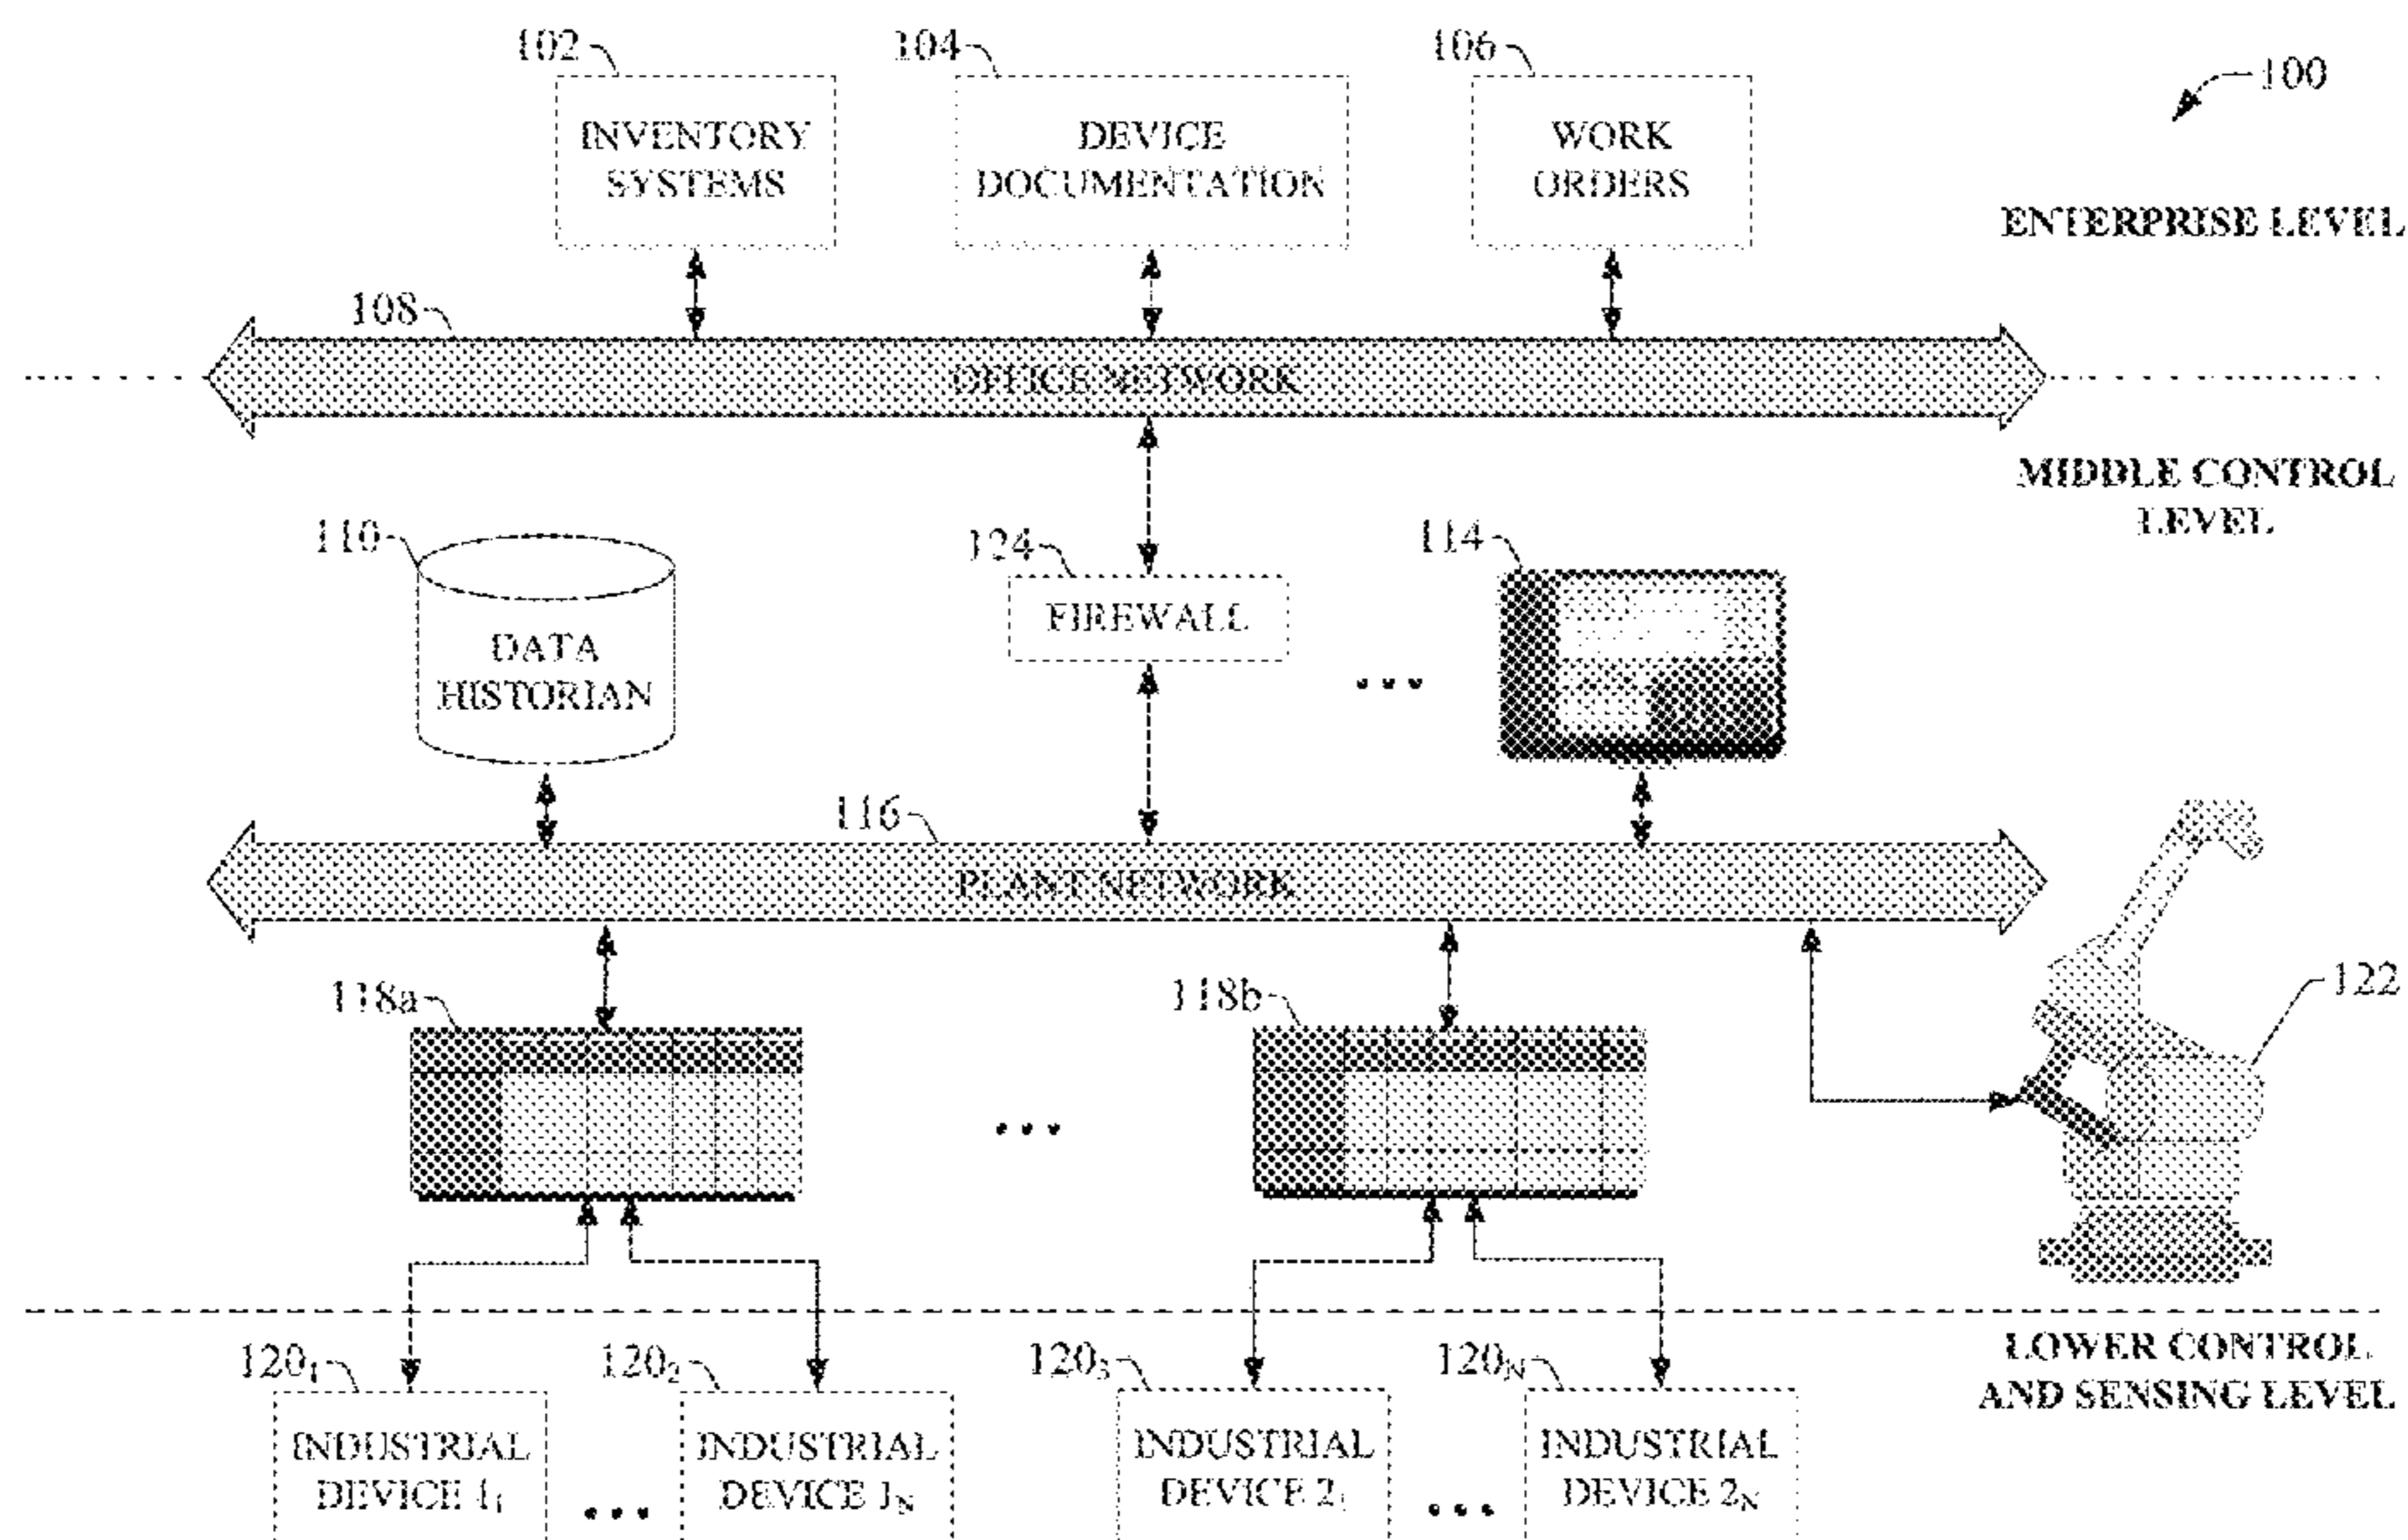 102
104
106
100
INVENTORY
SYSTEMS
DEVICE
DOCUMENTATION
WORK
ORDERS
ENTERPRISE LEVEL
108
OFFICE NETWORK
MIDDLE CONTROL
LEVEL
110
124
114
DATA
HISTORIAN
FIREWALL
...
116
PLANT NETWORK
118a
118b
122
...
LOWER CONTROL
AND SENSING LEVEL
120₁
120₂
120₃
120N
INDUSTRIAL
DEVICE 1₁
...
INDUSTRIAL
DEVICE 1N
INDUSTRIAL
DEVICE 2₁
...
INDUSTRIAL
DEVICE 2N